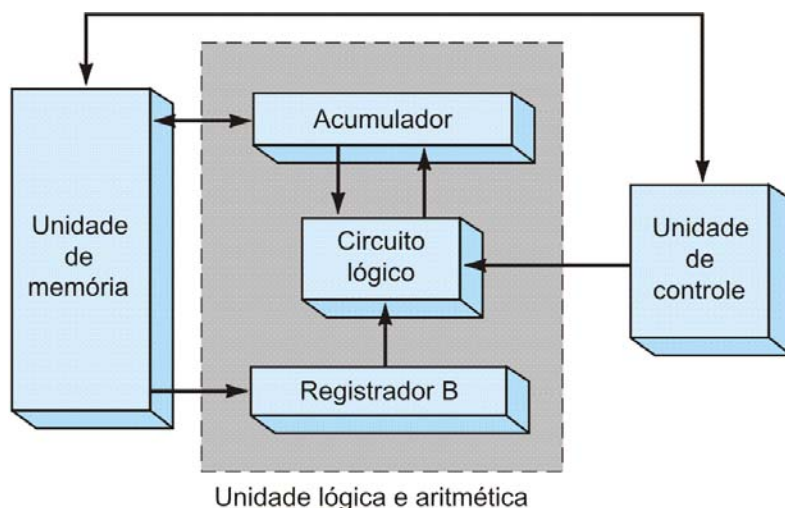 Acumulador
Unidade
de
memória
Circuito
lógico
Unidade
de
controle
Registrador B
Unidade lógica e aritmética